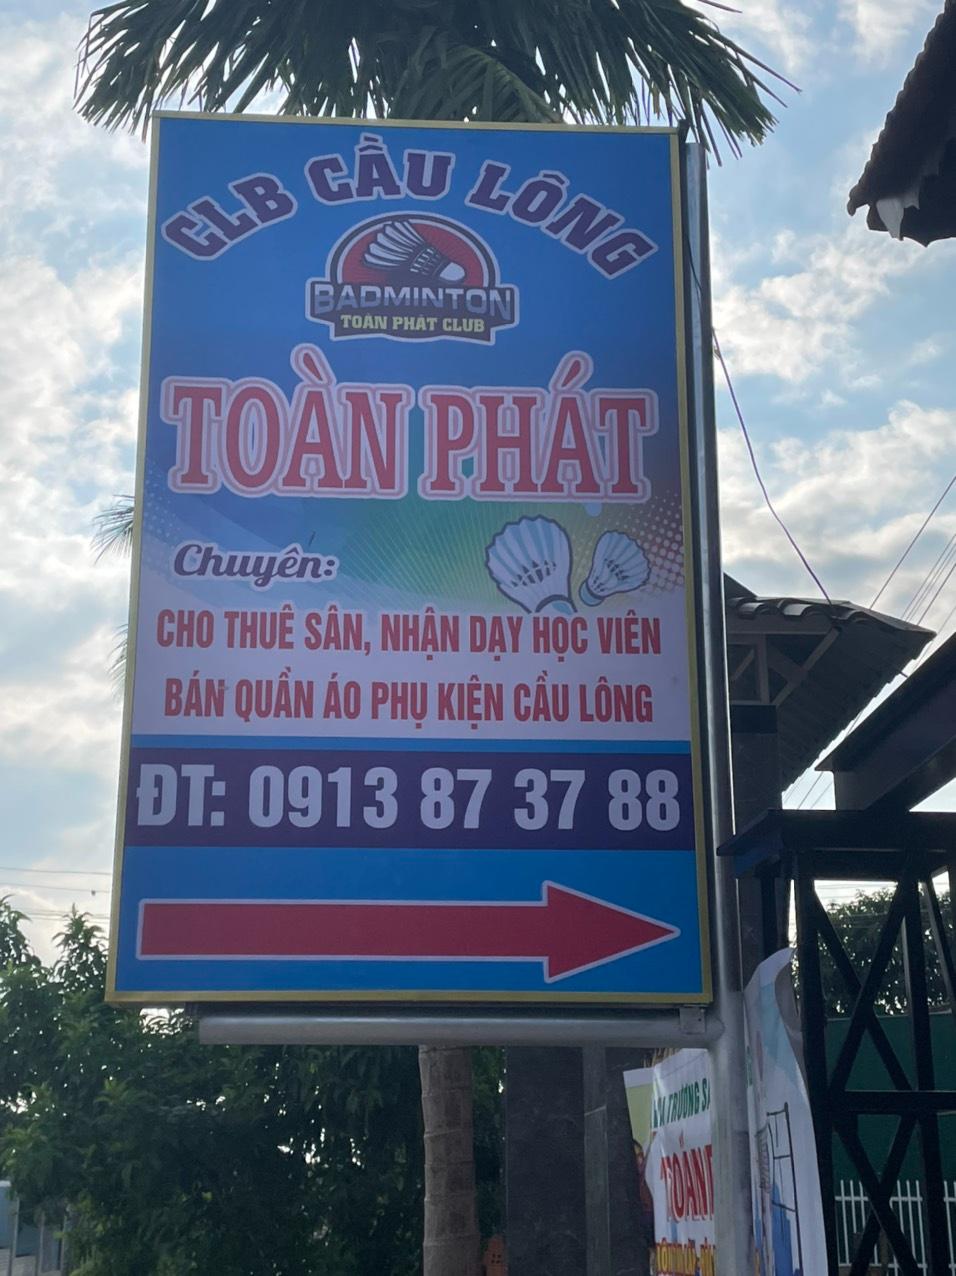 CLB CẦU LÔNG
BADMINTON
TOÀN PHÁT CLUB
TOÀN PHÁT
Chuyên:
CHO THUÊ SÂN, NHẬN DẠY HỌC VIÊN
BÁN QUẦN ÁO PHỤ KIỆN CẦU LÔNG
ĐT: 0913 87 37 88
TRƯƠNG